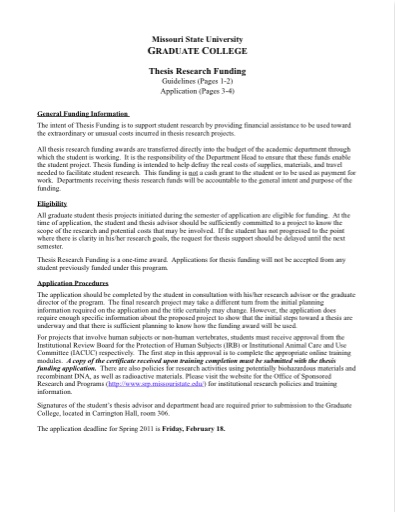 Missouri State University
GRADUATE COLLEGE
Thesis Research Funding
Guidelines (Pages 1-2)
Application (Pages 3-4)
General Funding Information
The intent of Thesis Funding is to support student research by providing financial assistance to be used toward
the extraordinary or unusual costs incurred in thesis research projects.
All thesis research funding awards are transferred directly into the budget of the academic department through
which the student is working. It is the responsibility of the Department Head to ensure that these funds enable
the student project. Thesis funding is intended to help defray the real costs of supplies, materials, and travel
needed to facilitate student research. This funding is not a cash grant to the student or to be used as payment for
work. Departments receiving thesis research funds will be accountable to the general intent and purpose of the
funding.
Eligibility
All graduate student thesis projects initiated during the semester of application are eligible for funding. At the
time of application, the student and thesis advisor should be sufficiently committed to a project to know the
scope of the research and potential costs that may be involved. If the student has not progressed to the point
where there is clarity in his/her research goals, the request for thesis support should be delayed until the next
semester.
Thesis Research Funding is a one-time award. Applications for thesis funding will not be accepted from any
student previously funded under this program.
Application Procedures
The application should be completed by the student in consultation with his/her research advisor or the graduate
director of the program. The final research project may take a different turn from the initial planning
information required on the application and the title certainly may change. However, the application does
require enough specific information about the proposed project to show that the initial steps toward a thesis are
underway and that there is sufficient planning to know how the funding award will be used.
For projects that involve human subjects or non-human vertebrates, students must receive approval from the
Institutional Review Board for the Protection of Human Subjects (IRB) or Institutional Animal Care and Use
Committee (IACUC) respectively. The first step in this approval is to complete the appropriate online training
modules. A copy of the certificate received upon training completion must be submitted with the thesis
funding application. There are also policies for research activities using potentially biohazardous materials and
recombinant DNA, as well as radioactive materials. Please visit the website for the Office of Sponsored
Research and Programs (http://www.srp.missouristate.edu/) for institutional research policies and training
information.
Signatures of the student's thesis advisor and department head are required prior to submission to the Graduate
College, located in Carrington Hall, room 306.
The application deadline for Spring 2011 is Friday, February 18.